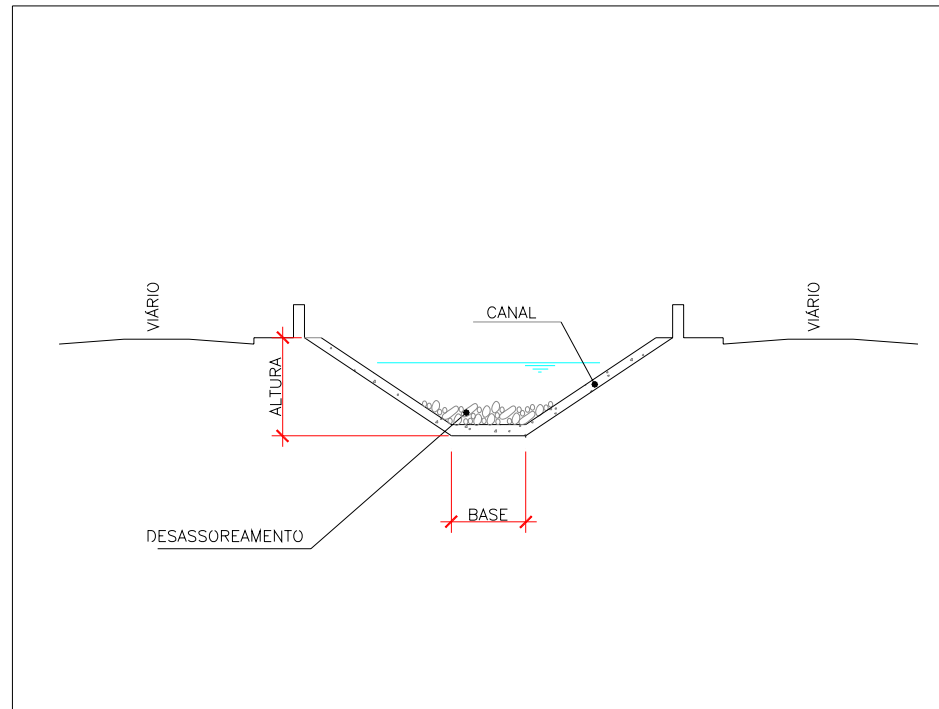 VIÁRIO
CANAL
VIÁRIO
ALTURA
BASE
DESASSOREAMENTO